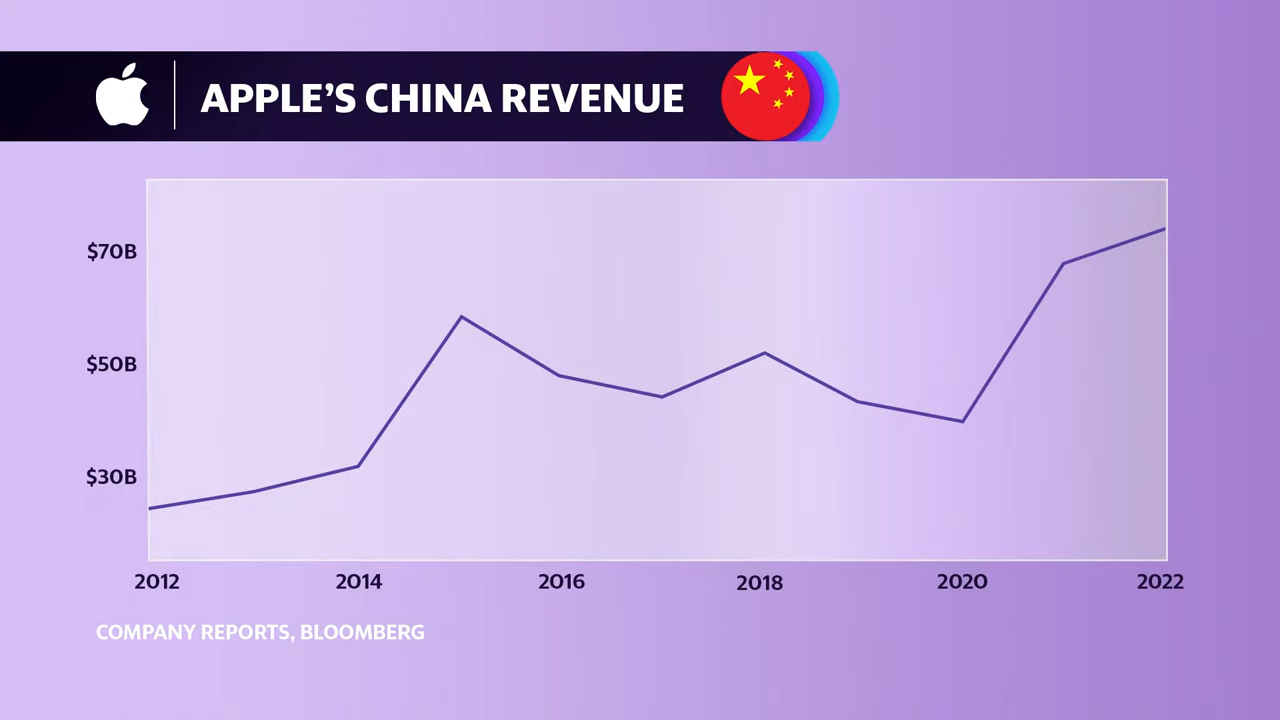 APPLE’S CHINA REVENUE
$70B
$50B
$30B
2012 2014 2016 2018 2020 2022
COMPANY REPORTS, BLOOMBERG